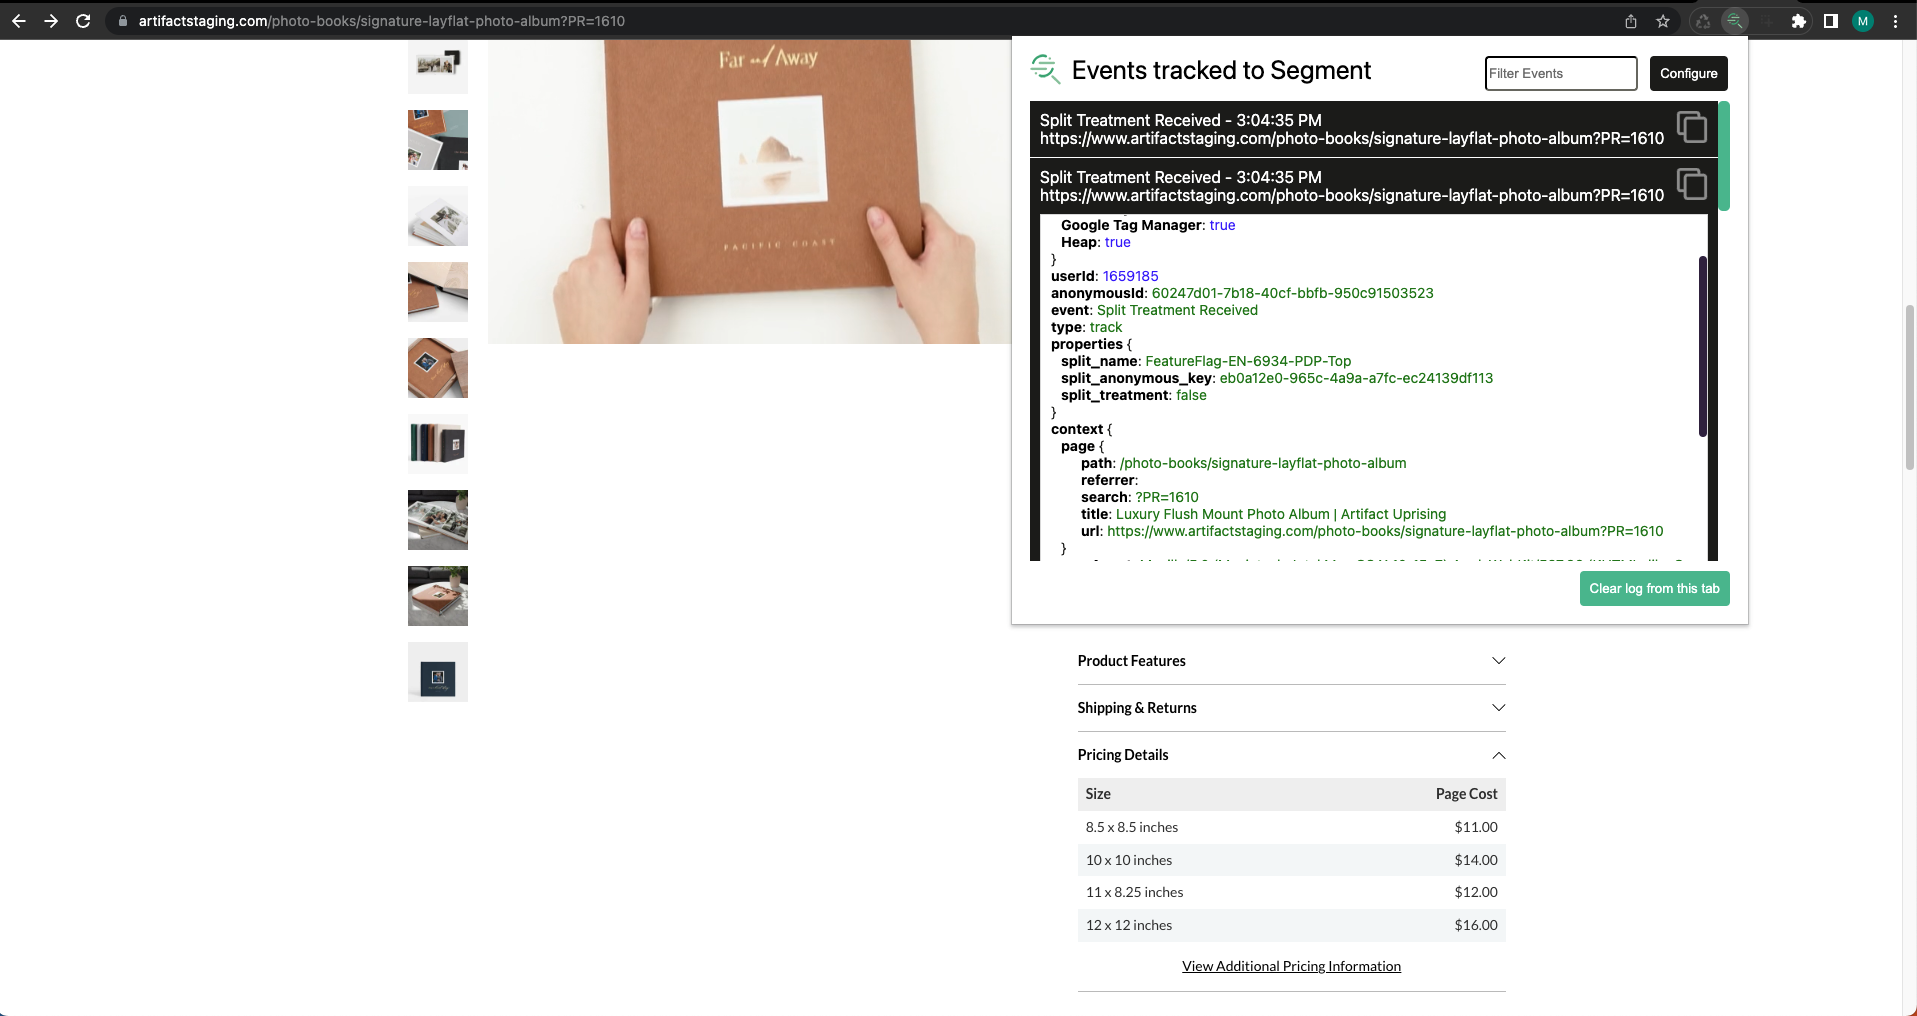 artifactstaging.com/photo-books/signature-layflat-photo-album?PR=1610
M
Far and Away
PACIFIC COAST
Events tracked to Segment
Filter Events
Configure
Split Treatment Received - 3:04:35 PM
https://www.artifactstaging.com/photo-books/signature-layflat-photo-album?PR=1610
Split Treatment Received - 3:04:35 PM
https://www.artifactstaging.com/photo-books/signature-layflat-photo-album?PR=1610
Google Tag Manager: true
Heap: true
}
userId: 1659185
anonymousId: 60247d01-7b18-40cf-bbfb-950c91503523
event: Split Treatment Received
type: track
properties {
split_name: FeatureFlag-EN-6934-PDP-Top
split_anonymous_key: eb0a12e0-965c-4a9a-a7fc-ec24139df113
split_treatment: false
}
context {
page {
path: /photo-books/signature-layflat-photo-album
referrer:
search: ?PR=1610
title: Luxury Flush Mount Photo Album | Artifact Uprising
url: https://www.artifactstaging.com/photo-books/signature-layflat-photo-album?PR=1610
}
Clear log from this tab
Product Features
Shipping & Returns
Pricing Details
Size Page Cost
8.5 x 8.5 inches $11.00
10 x 10 inches $14.00
11 x 8.25 inches $12.00
12 x 12 inches $16.00
View Additional Pricing Information